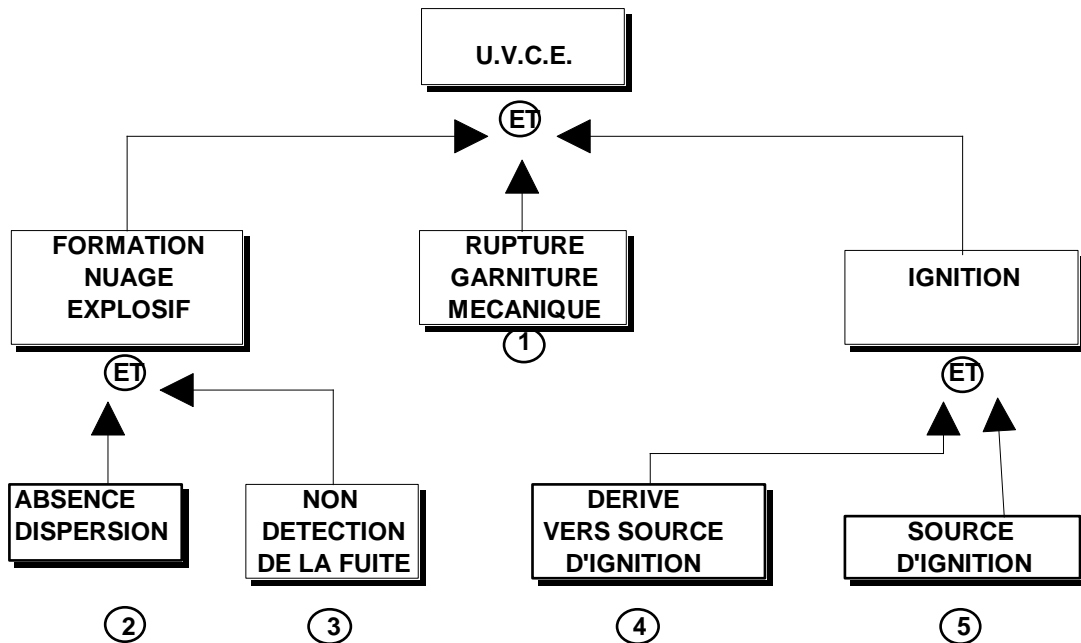 U.V.C.E.
ET
FORMATION
NUAGE
EXPLOSIF
RUPTURE
GARNITURE
MECANIQUE
1
IGNITION
ET
ET
ABSENCE
DISPERSION
NON
DETECTION
DE LA FUITE
DERIVE
VERS SOURCE
D'IGNITION
SOURCE
D'IGNITION
2
3
4
5